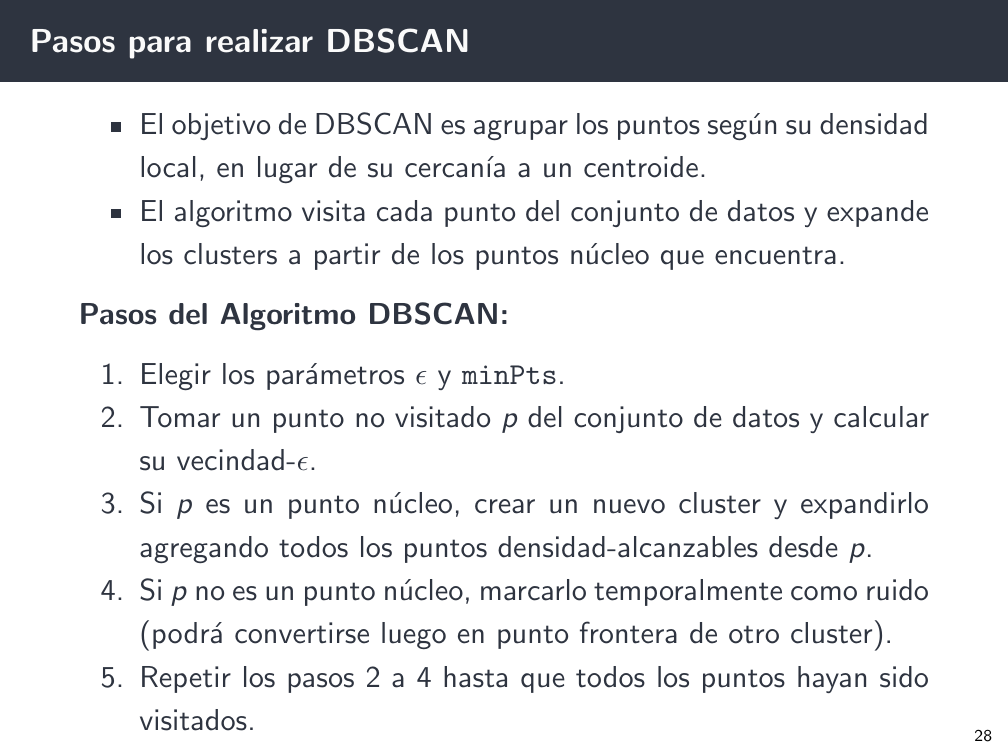 Pasos para realizar DBSCAN
▪ El objetivo de DBSCAN es agrupar los puntos según su densidad
local, en lugar de su cercanía a un centroide.
▪ El algoritmo visita cada punto del conjunto de datos y expande
los clusters a partir de los puntos núcleo que encuentra.
Pasos del Algoritmo DBSCAN:
1. Elegir los parámetros ϵ y minPts.
2. Tomar un punto no visitado p del conjunto de datos y calcular
su vecindad-ϵ.
3. Si p es un punto núcleo, crear un nuevo cluster y expandirlo
agregando todos los puntos densidad-alcanzables desde p.
4. Si p no es un punto núcleo, marcarlo temporalmente como ruido
(podrá convertirse luego en punto frontera de otro cluster).
5. Repetir los pasos 2 a 4 hasta que todos los puntos hayan sido
visitados.
28